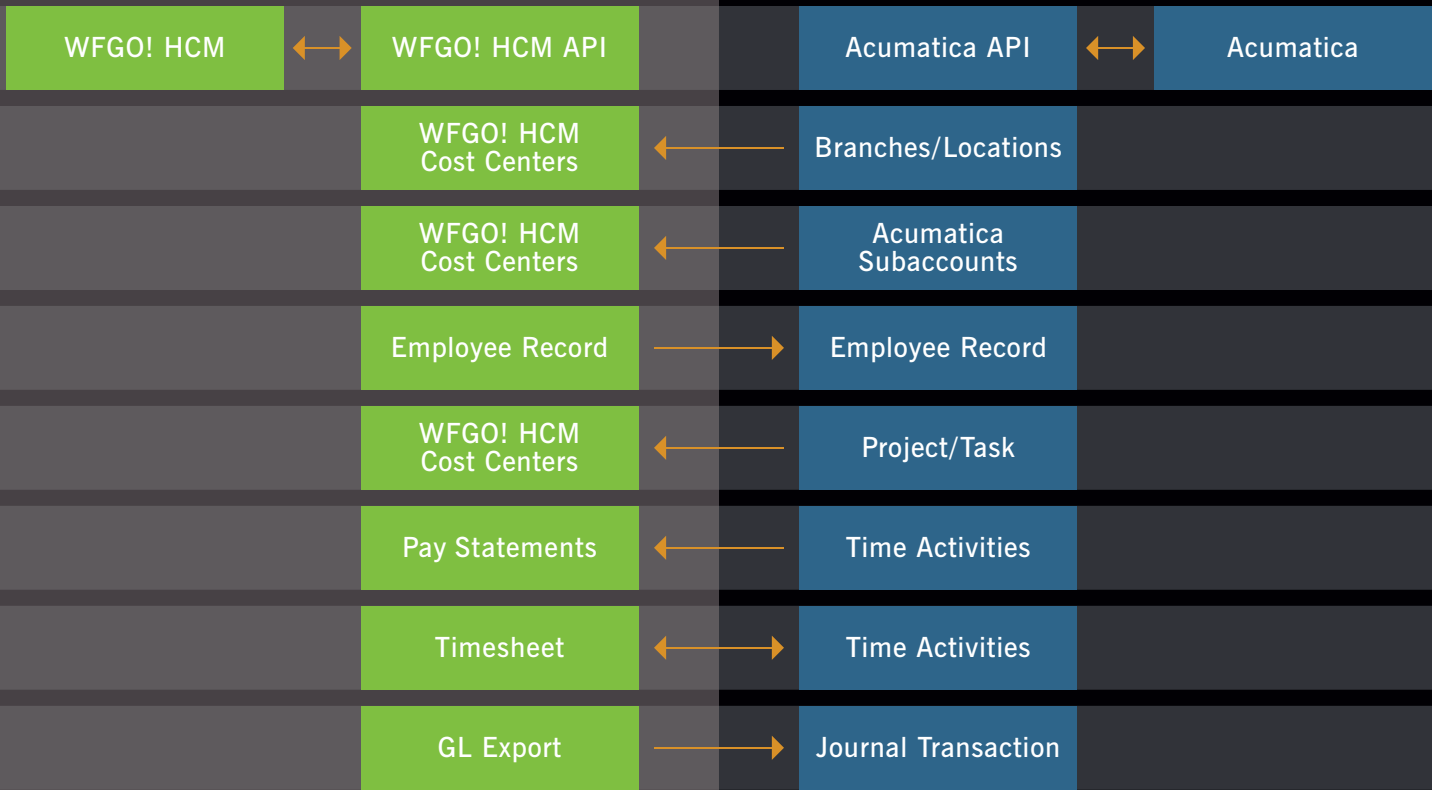 WFGO! HCM
WFGO! HCM API
Acumatica API
Acumatica
WFGO! HCM
Cost Centers
Branches/Locations
WFGO! HCM
Cost Centers
Acumatica
Subaccounts
Employee Record
Employee Record
WFGO! HCM
Cost Centers
Project/Task
Pay Statements
Time Activities
Timesheet
Time Activities
GL Export
Journal Transaction